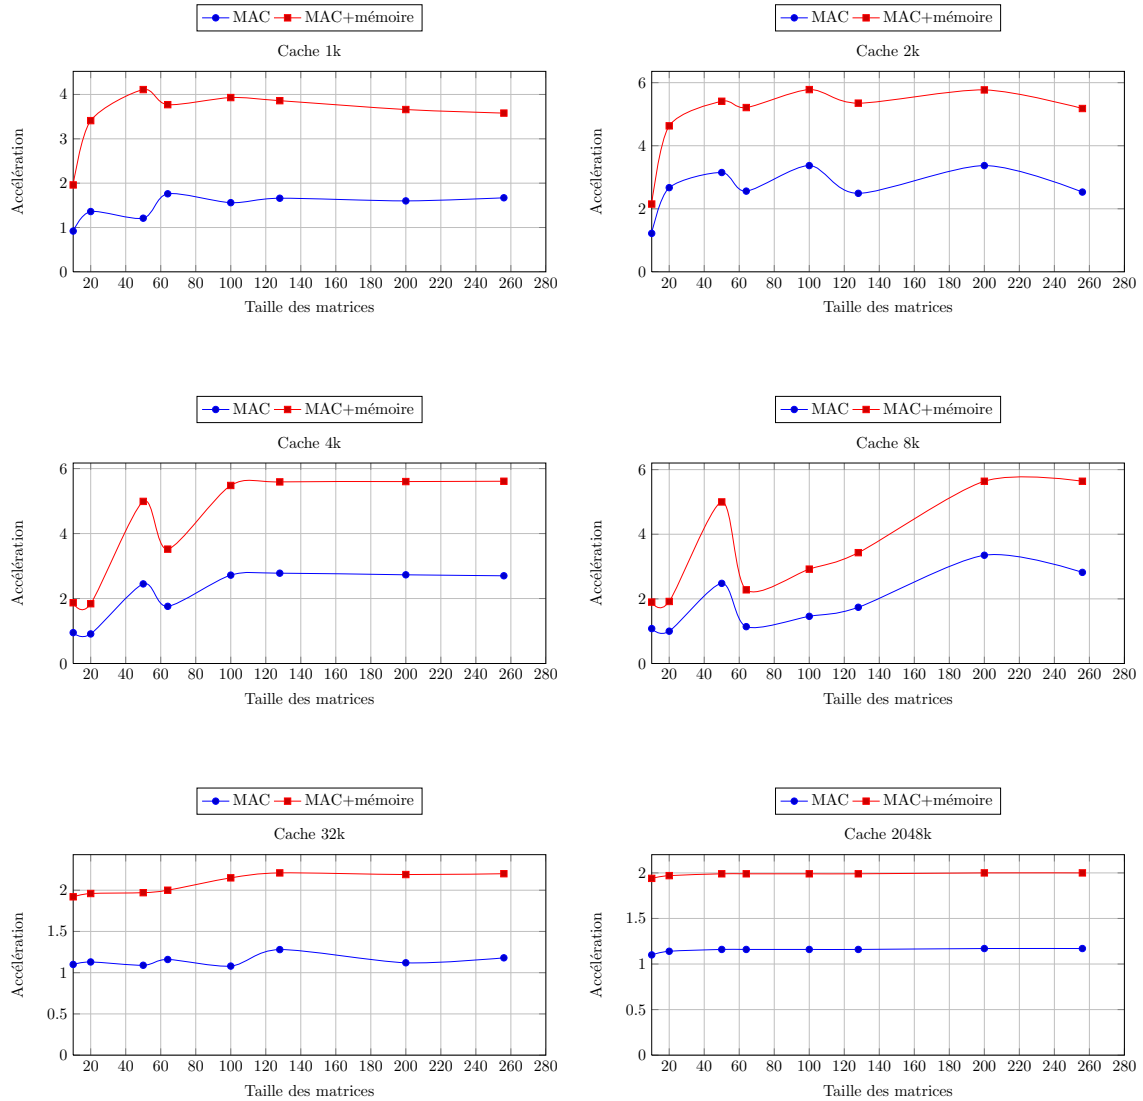 MAC MAC+mémoire
Cache 1k
Accélération
4
3
2
1
0
20 40 60 80 100 120 140 160 180 200 220 240 260 280
Taille des matrices
MAC MAC+mémoire
Cache 2k
Accélération
6
4
2
0
20 40 60 80 100 120 140 160 180 200 220 240 260 280
Taille des matrices
MAC MAC+mémoire
Cache 4k
Accélération
6
4
2
0
20 40 60 80 100 120 140 160 180 200 220 240 260 280
Taille des matrices
MAC MAC+mémoire
Cache 8k
Accélération
6
4
2
0
20 40 60 80 100 120 140 160 180 200 220 240 260 280
Taille des matrices
MAC MAC+mémoire
Cache 32k
Accélération
2
1.5
1
0.5
0
20 40 60 80 100 120 140 160 180 200 220 240 260 280
Taille des matrices
MAC MAC+mémoire
Cache 2048k
Accélération
2
1.5
1
0.5
0
20 40 60 80 100 120 140 160 180 200 220 240 260 280
Taille des matrices